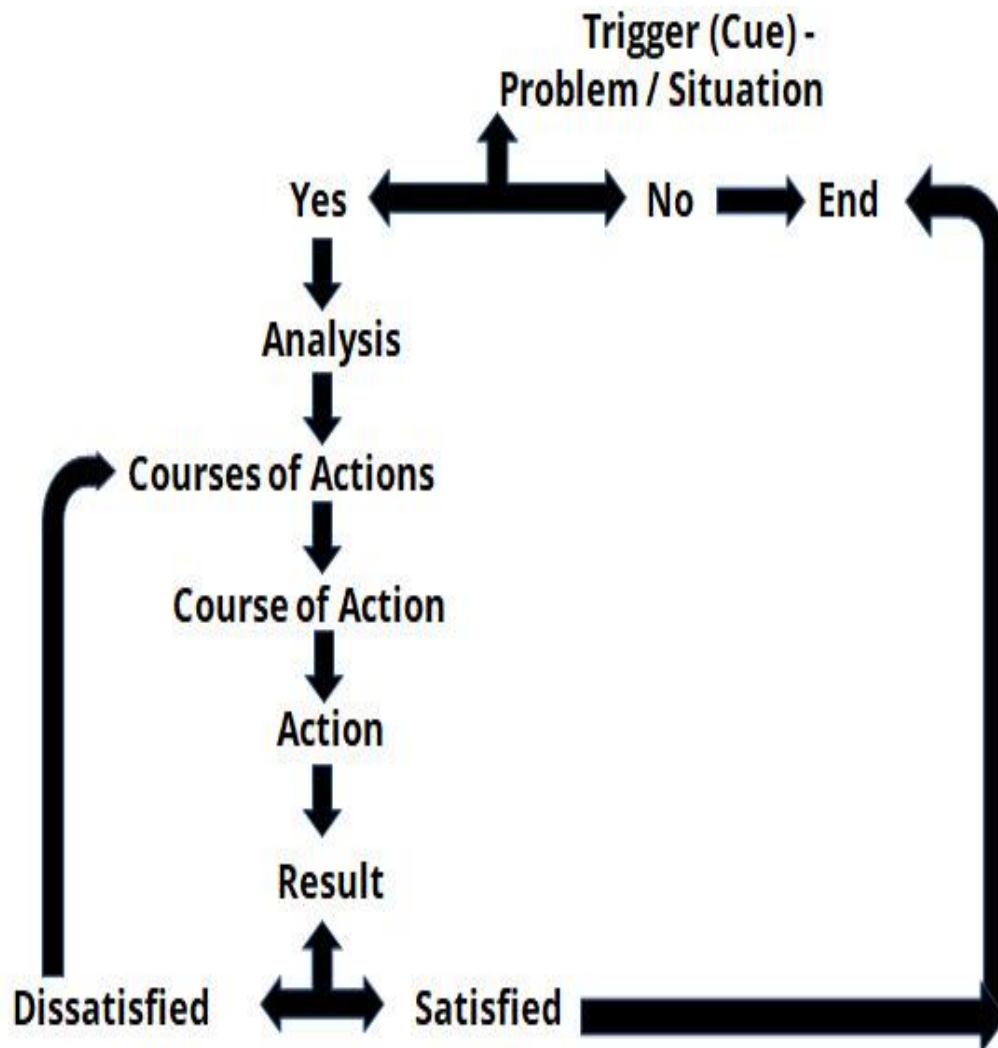 Trigger (Cue) -
Problem / Situation
Yes
No
End
Analysis
Courses of Actions
Course of Action
Action
Result
Dissatisfied
Satisfied